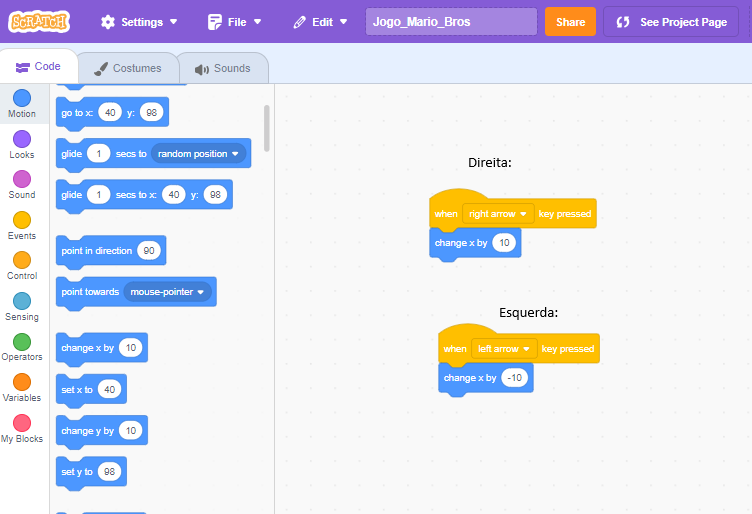 SCRATCH Settings File Edit Jogo_Mario_Bros Share See Project Page
Code Costumes Sounds
Motion
Looks
Sound
Events
Control
Sensing
Operators
Variables
My Blocks
go to x: 40 y: 98
glide 1 secs to random position
glide 1 secs to x: 40 y: 98
point in direction 90
point towards mouse-pointer
change x by 10
set x to 40
change y by 10
set y to 98
Direita:
when right arrow key pressed
change x by 10
Esquerda:
when left arrow key pressed
change x by -10